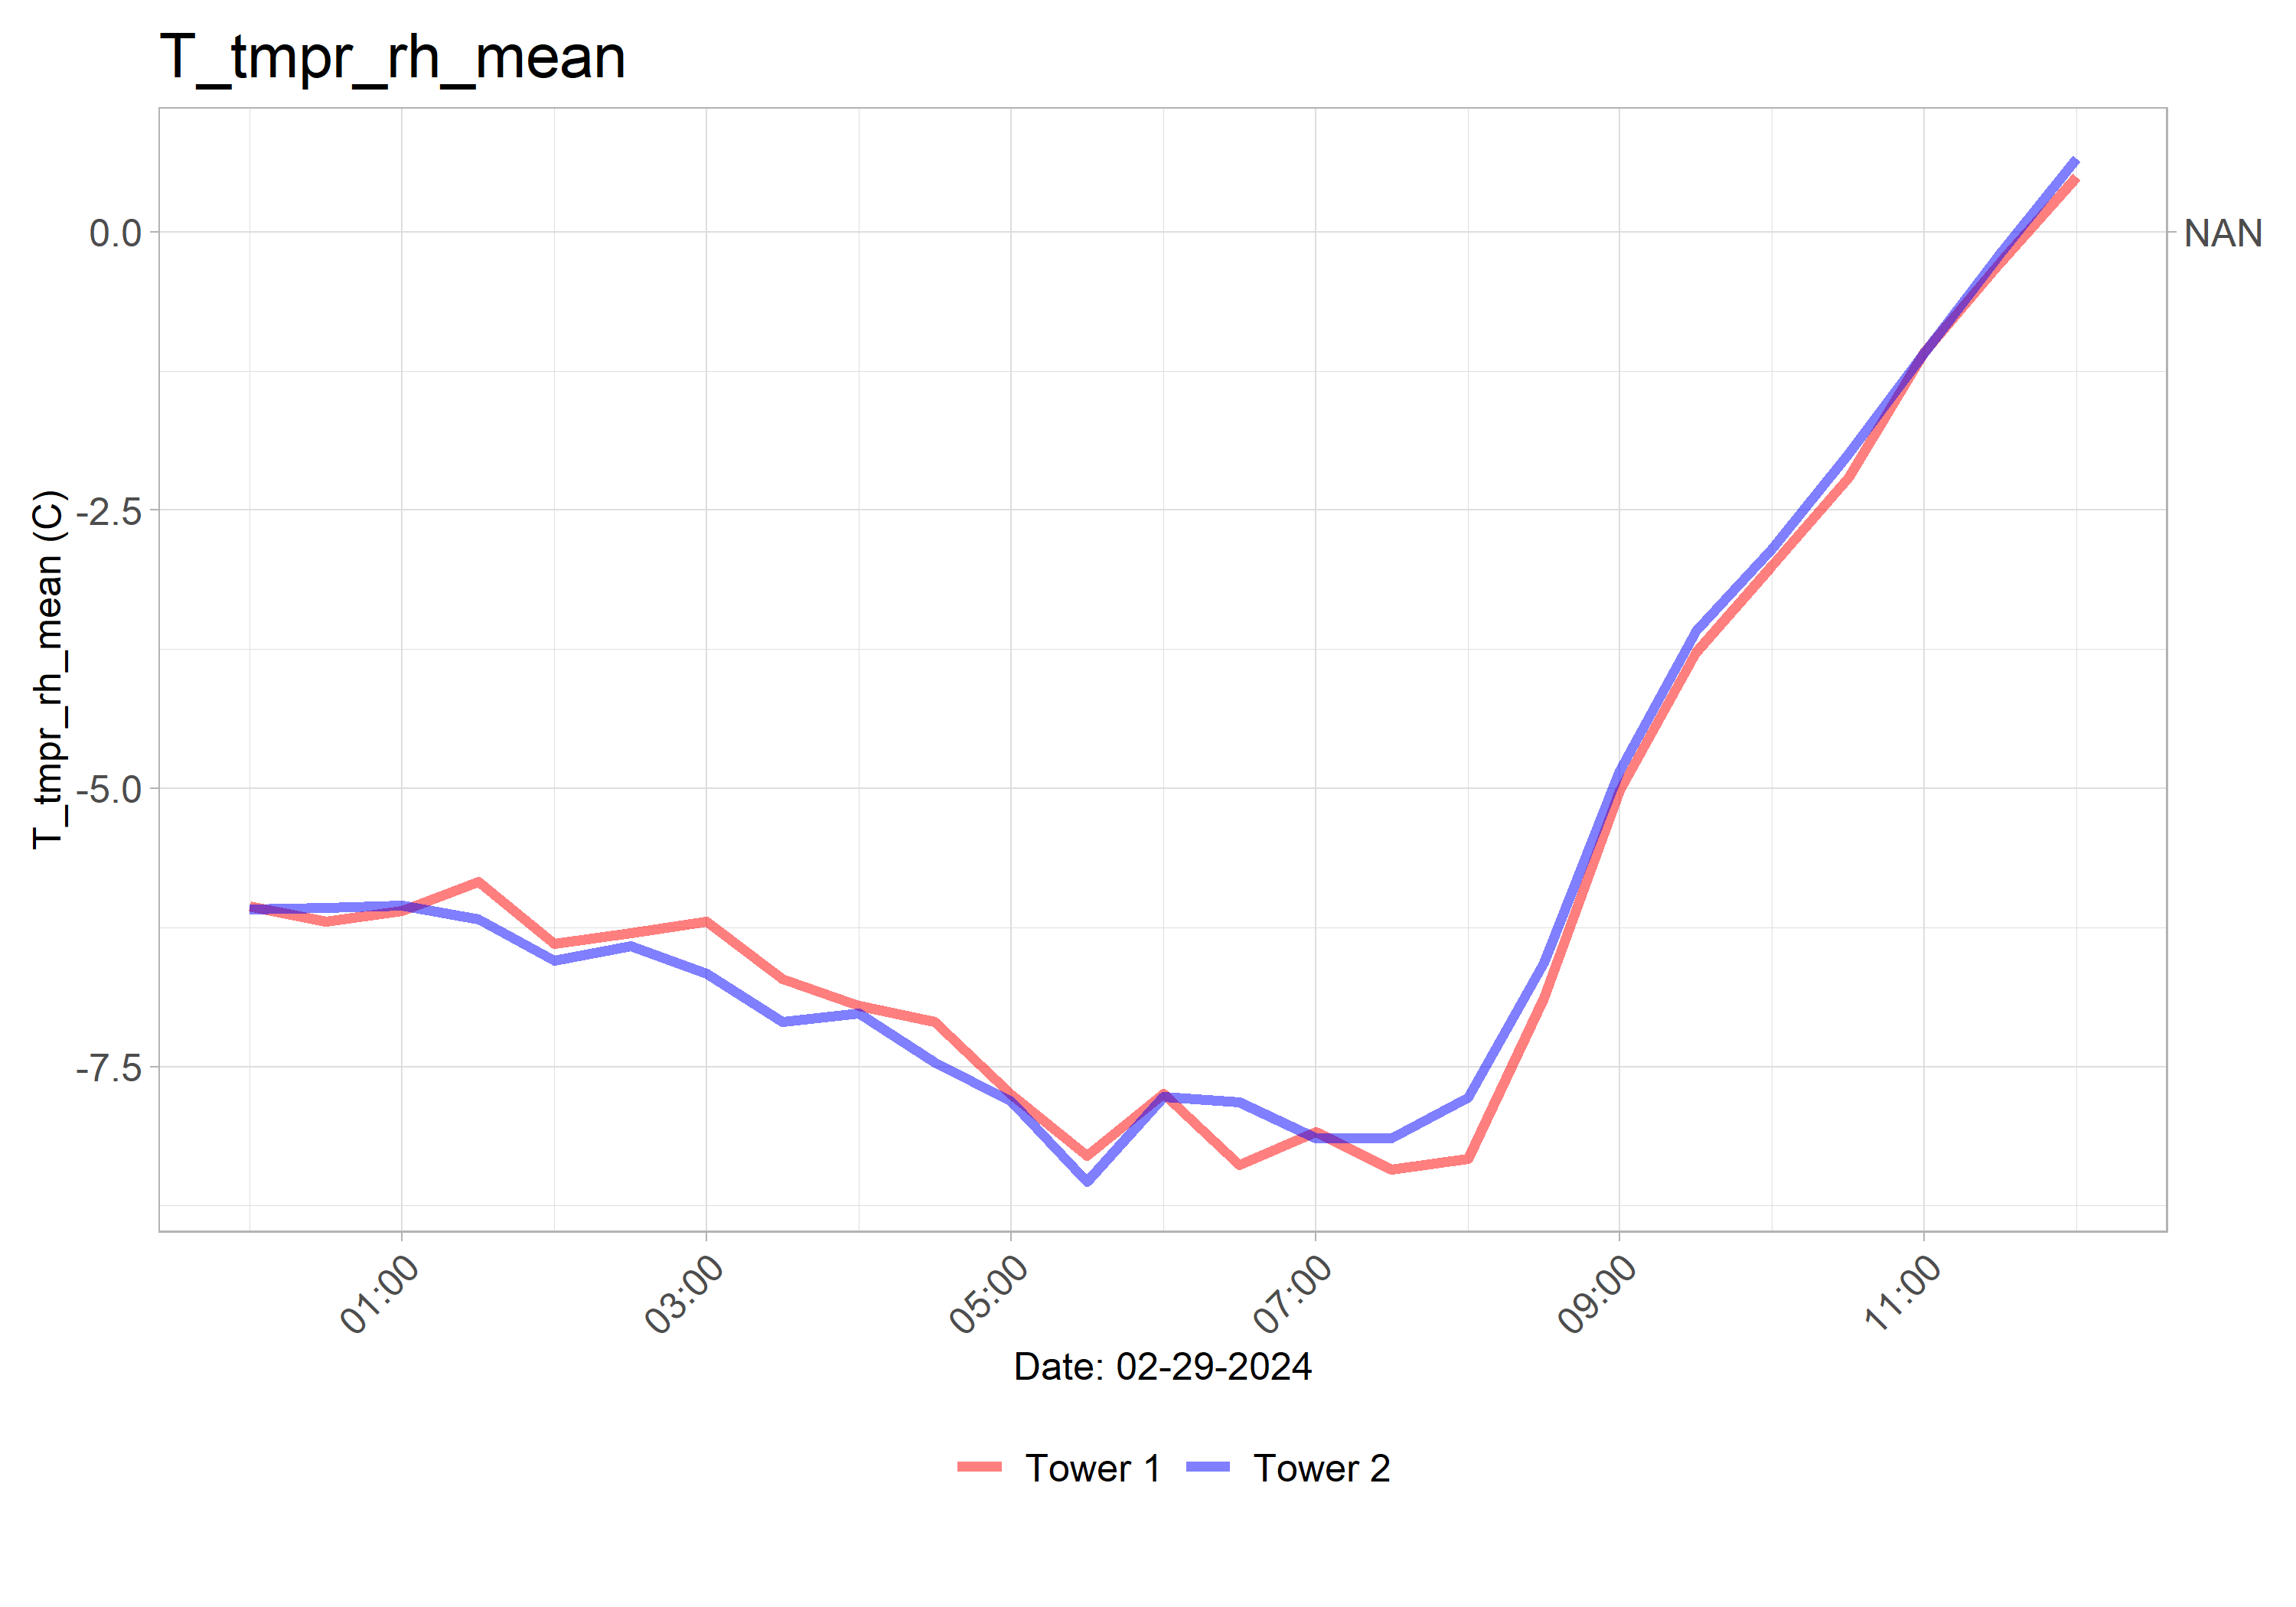 T_tmpr_rh_mean
T_tmpr_rh_mean (C)
0.0
-2.5
-5.0
-7.5
NAN
01:00
03:00
05:00
07:00
09:00
11:00
Date: 02-29-2024
Tower 1
Tower 2